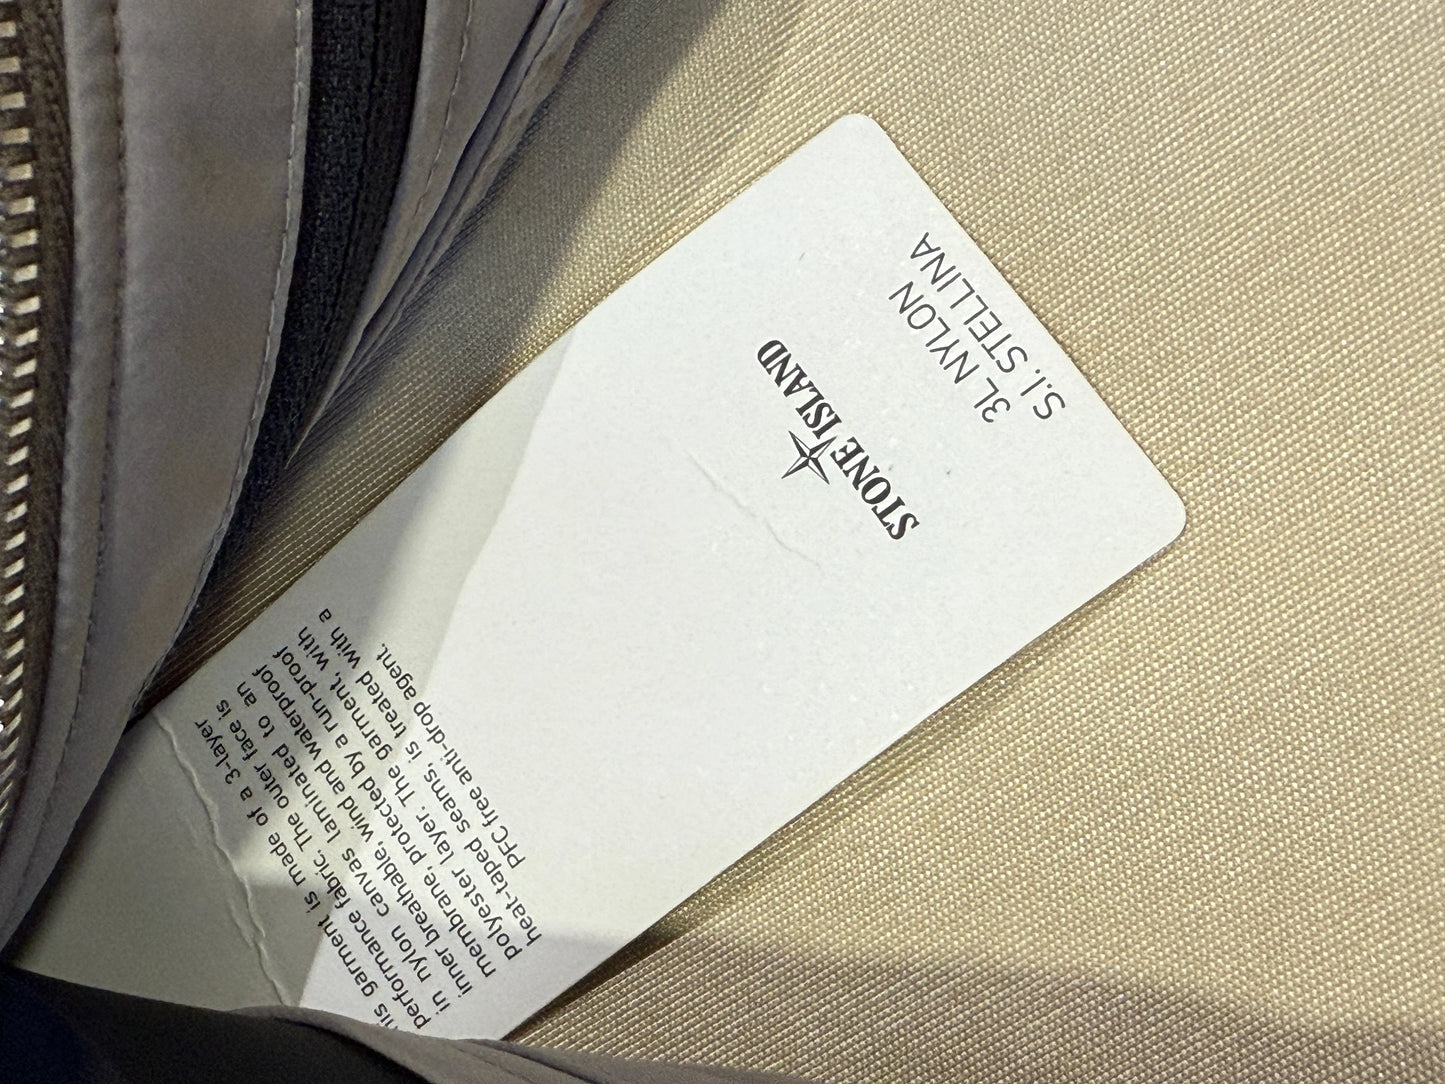 garment is made of a 3-layer
performance fabric. The outer face is
in nylon canvas laminated to an
inner breathable, wind and waterproof
membrane, protected by a run-proof
polyester layer. The garment, with
heat-taped seams, is treated with a
PFC free anti-drop agent.
STONE ISLAND
3L NYLON
S.I. STELLINA